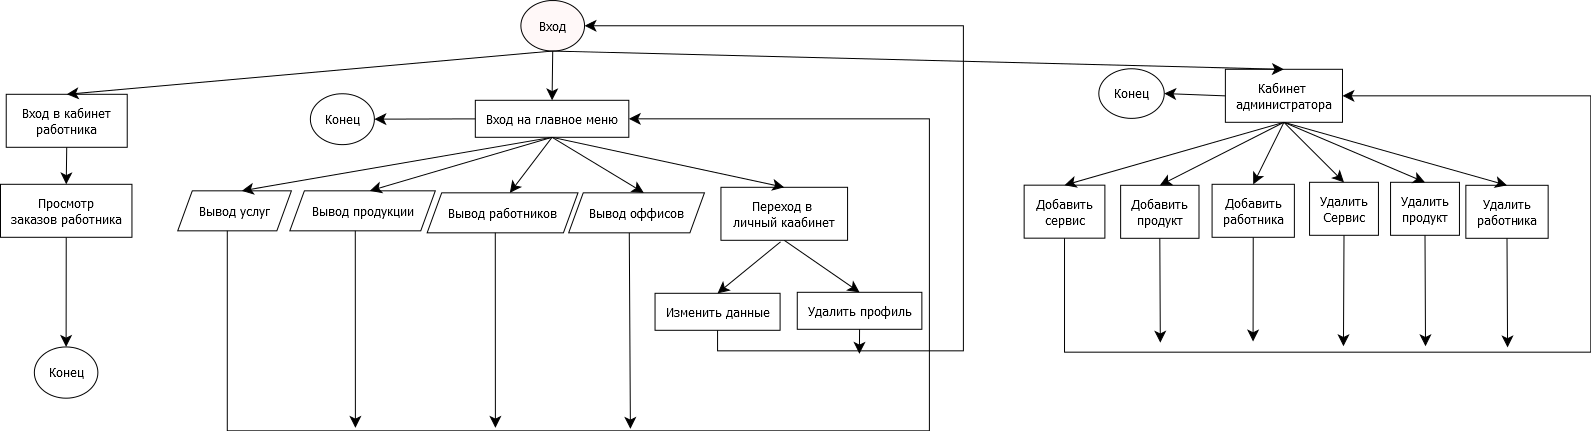 Вход
Вход в кабинет
работника
Конец
Вход на главное меню
Конец
Кабинет
администратора
Просмотр
заказов работника
Вывод услуг
Вывод продукции
Вывод работников
Вывод оффисов
Переход в
личный каабинет
Добавить
сервис
Добавить
продукт
Добавить
работника
Удалить
Сервис
Удалить
продукт
Удалить
работника
Изменить данные
Удалить профиль
Конец